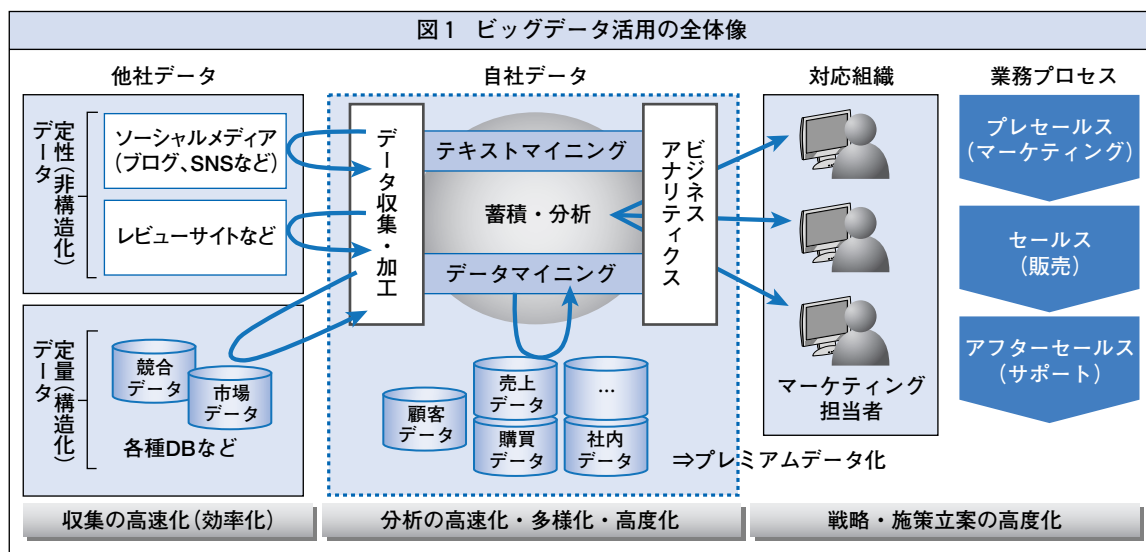 図1 ビッグデータ活用の全体像
他社データ
自社データ
対応組織
業務プロセス
定性(非構造化)
データ
ソーシャルメディア
(ブログ、SNSなど)
レビューサイトなど
定量(構造化)
データ
競合
データ
市場
データ
各種DBなど
データ収集・加工
テキストマイニング
蓄積・分析
データマイニング
ビジネス
アナリティクス
顧客
データ
売上
データ
購買
データ
…
社内
データ
⇒プレミアムデータ化
マーケティング
担当者
プレセールス
(マーケティング)
セールス
(販売)
アフターセールス
(サポート)
収集の高速化(効率化)
分析の高速化・多様化・高度化
戦略・施策立案の高度化